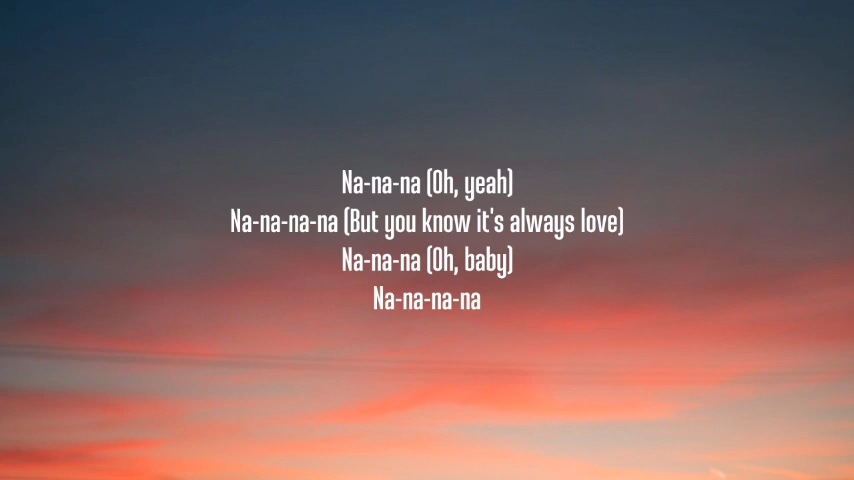 Na-na-na (Oh, yeah)
Na-na-na-na (But you know it's always love)
Na-na-na (Oh, baby)
Na-na-na-na